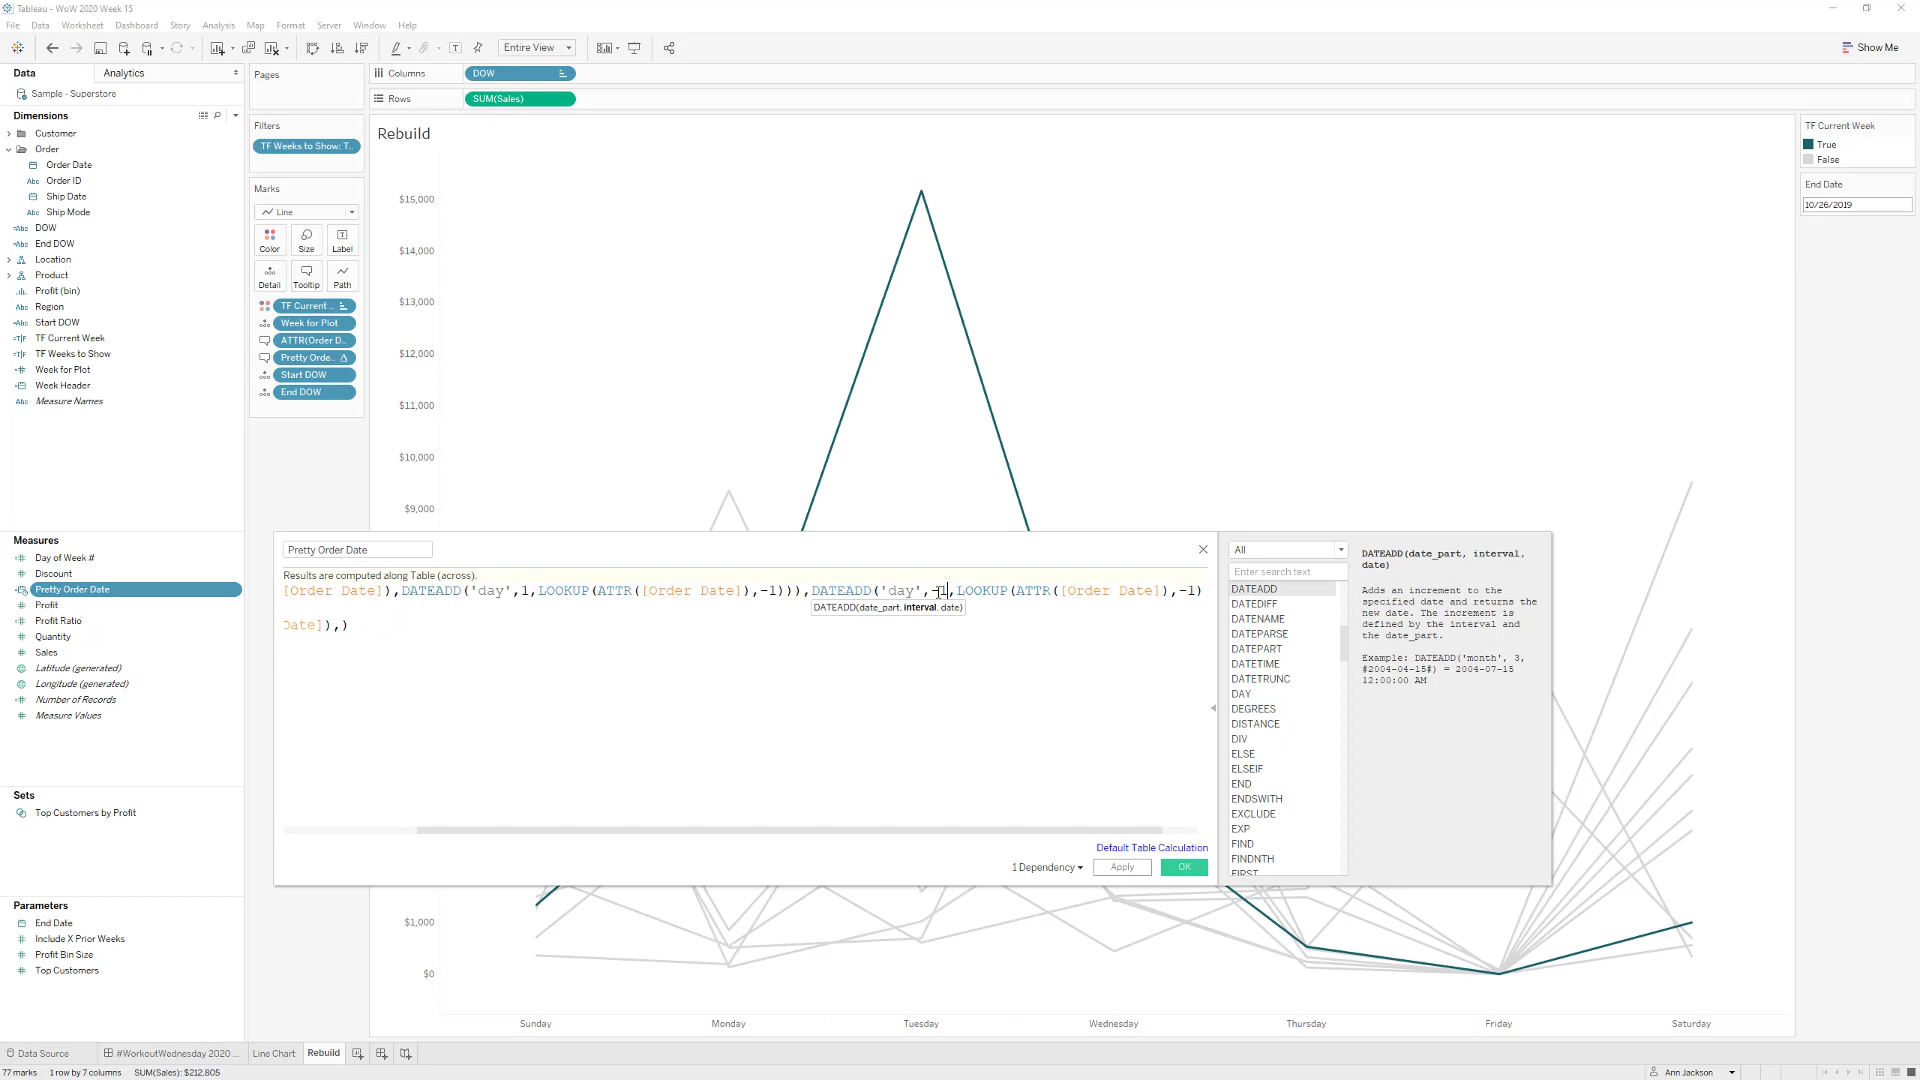 Tableau - WoW 2020 Week 15
File Data Worksheet Dashboard Story Analysis Map Format Server Window Help
Entire View
Show Me
Data Analytics
Sample - Superstore
Dimensions
Customer
Order
Order Date
Order ID
Ship Date
Ship Mode
DOW
End DOW
Location
Product
Profit (bin)
Region
Start DOW
TF Current Week
TF Weeks to Show
Week for Plot
Week Header
Measure Names
Measures
Day of Week #
Discount
Pretty Order Date
Profit
Profit Ratio
Quantity
Sales
Latitude (generated)
Longitude (generated)
Number of Records
Measure Values
Sets
Top Customers by Profit
Parameters
End Date
Include X Prior Weeks
Profit Bin Size
Top Customers
Pages
Filters
TF Weeks to Show: T..
Marks
Line
Color Size Label
Detail Tooltip Path
TF Current ..
Week for Plot
ATTR(Order D..
Pretty Orde..
Start DOW
End DOW
Columns DOW
Rows SUM(Sales)
Rebuild
$15,000
$14,000
$13,000
$12,000
$11,000
$10,000
$9,000
$1,000
$0
Sunday Monday Tuesday Wednesday Thursday Friday Saturday
TF Current Week
True
False
End Date
10/26/2019
Pretty Order Date
Results are computed along Table (across).
[Order Date]),DATEADD('day',1,LOOKUP(ATTR([Order Date]),-1))),DATEADD('day',-1,LOOKUP(ATTR([Order Date]),-1)
DATEADD(date_part, interval, date)
Date]),)
Default Table Calculation
1 Dependency Apply OK
All
Enter search text
DATEADD
DATEDIFF
DATENAME
DATEPARSE
DATEPART
DATETIME
DATETRUNC
DAY
DEGREES
DISTANCE
DIV
ELSE
ELSEIF
END
ENDSWITH
EXCLUDE
EXP
FIND
FINDNTH
FIRST
DATEADD(date_part, interval,
date)
Adds an increment to the
specified date and returns the
new date. The increment is
defined by the interval and
the date_part.
Example: DATEADD('month', 3,
#2004-04-15#) = 2004-07-15
12:00:00 AM
Data Source #WorkoutWednesday 2020 ... Line Chart Rebuild
77 marks 1 row by 7 columns SUM(Sales): $212,805
Ann Jackson